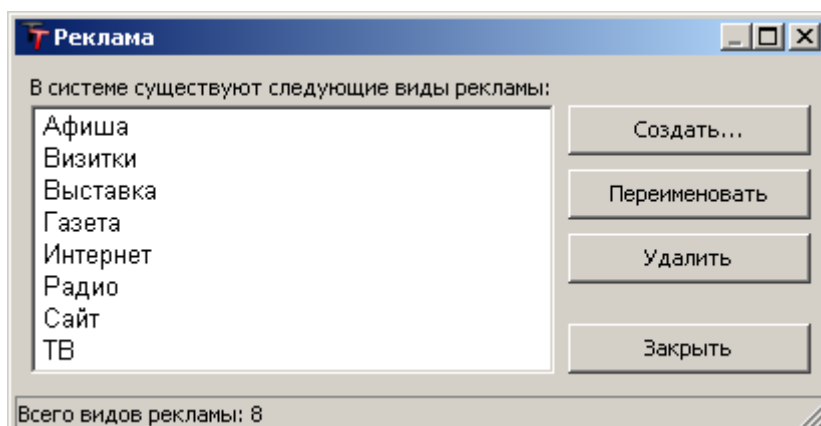 Реклама
В системе существуют следующие виды рекламы:
Афиша
Визитки
Выставка
Газета
Интернет
Радио
Сайт
ТВ
Создать...
Переименовать
Удалить
Закрыть
Всего видов рекламы: 8